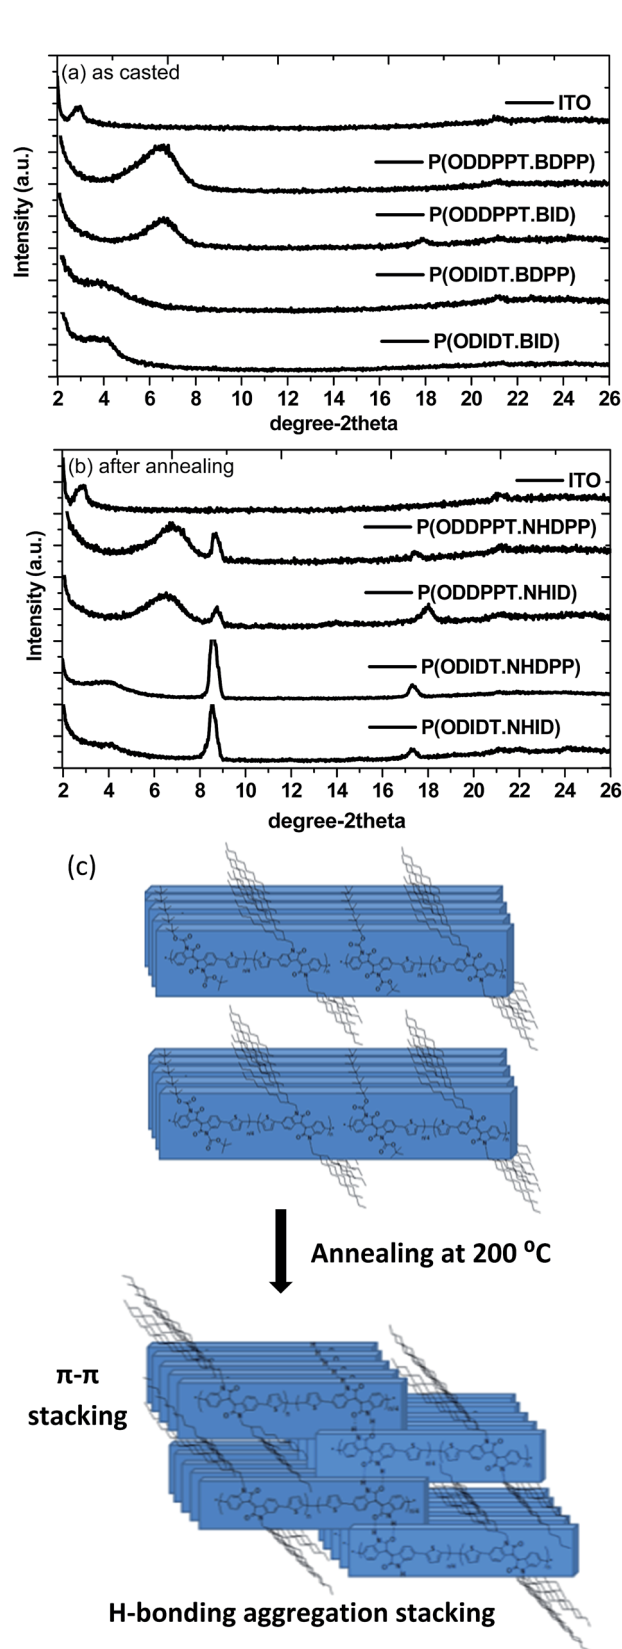 (a) as casted
ITO
P(ODDPPT.BDPP)
P(ODDPPT.BID)
P(ODIDT.BDPP)
P(ODIDT.BID)
Intensity (a.u.)
2 4 6 8 10 12 14 16 18 20 22 24 26
degree-2theta
(b) after annealing
ITO
P(ODDPPT.NHDPP)
P(ODDPPT.NHID)
P(ODIDT.NHDPP)
P(ODIDT.NHID)
Intensity (a.u.)
2 4 6 8 10 12 14 16 18 20 22 24 26
degree-2theta
(c)
Annealing at 200 ⁰C
π-π
stacking
H-bonding aggregation stacking